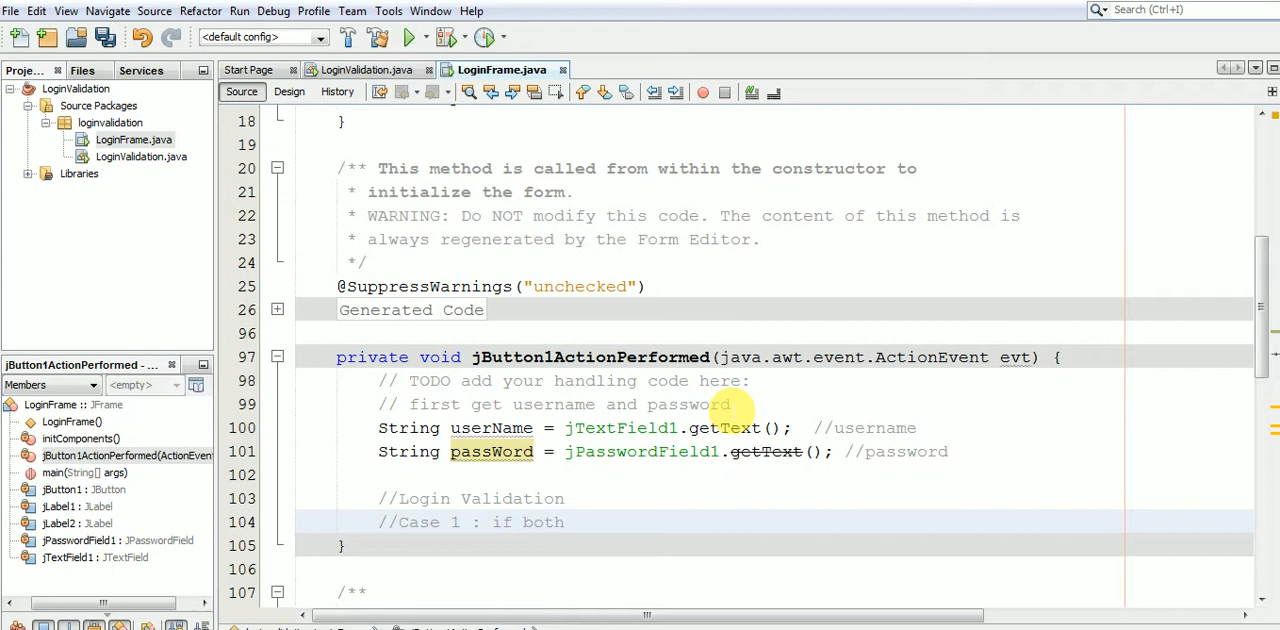 File Edit View Navigate Source Refactor Run Debug Profile Team Tools Window Help
Search (Ctrl+I)
<default config>
Proje... Files Services
LoginValidation
Source Packages
loginvalidation
LoginFrame.java
LoginValidation.java
Libraries
Start Page LoginValidation.java LoginFrame.java
Source Design History
18 }
19
20 /** This method is called from within the constructor to
21 * initialize the form.
22 * WARNING: Do NOT modify this code. The content of this method is
23 * always regenerated by the Form Editor.
24 */
25 @SuppressWarnings("unchecked")
26 Generated Code
96
97 private void jButton1ActionPerformed(java.awt.event.ActionEvent evt) {
98 // TODO add your handling code here:
99 // first get username and password
100 String userName = jTextField1.getText(); //username
101 String passWord = jPasswordField1.getText(); //password
102
103 //Login Validation
104 //Case 1 : if both
105 }
106
107 /**
jButton1ActionPerformed - ...
Members <empty>
LoginFrame :: JFrame
LoginFrame()
initComponents()
jButton1ActionPerformed(ActionEven
main(String[] args)
jButton1 : JButton
jLabel1 : JLabel
jLabel2 : JLabel
jPasswordField1 : JPasswordField
jTextField1 : JTextField